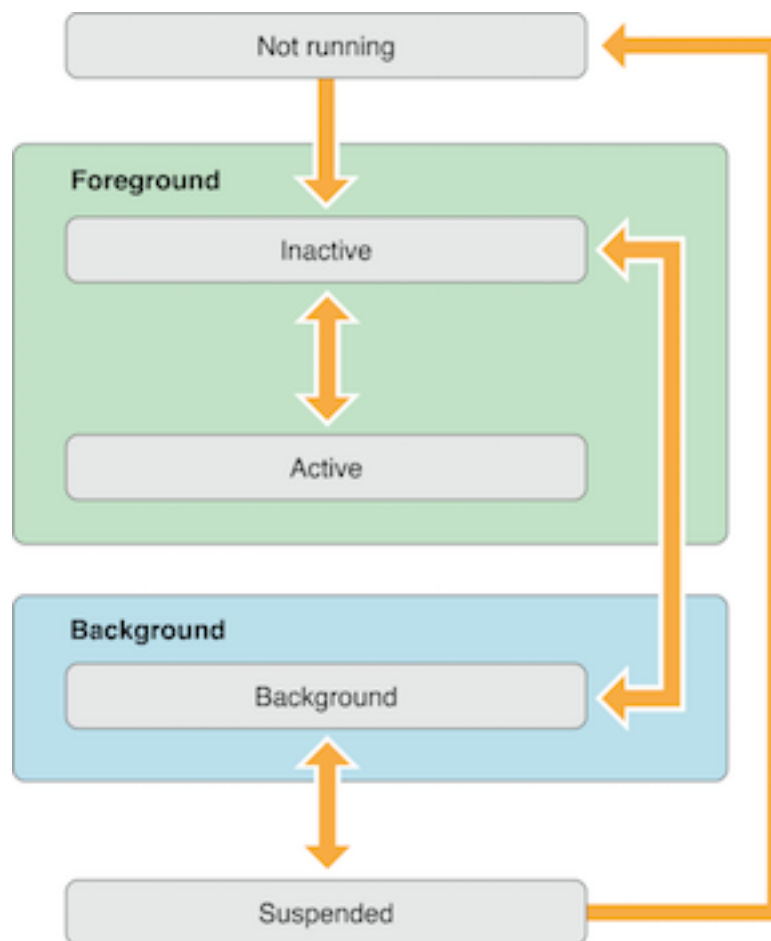 Not running
Foreground
Inactive
Active
Background
Background
Suspended